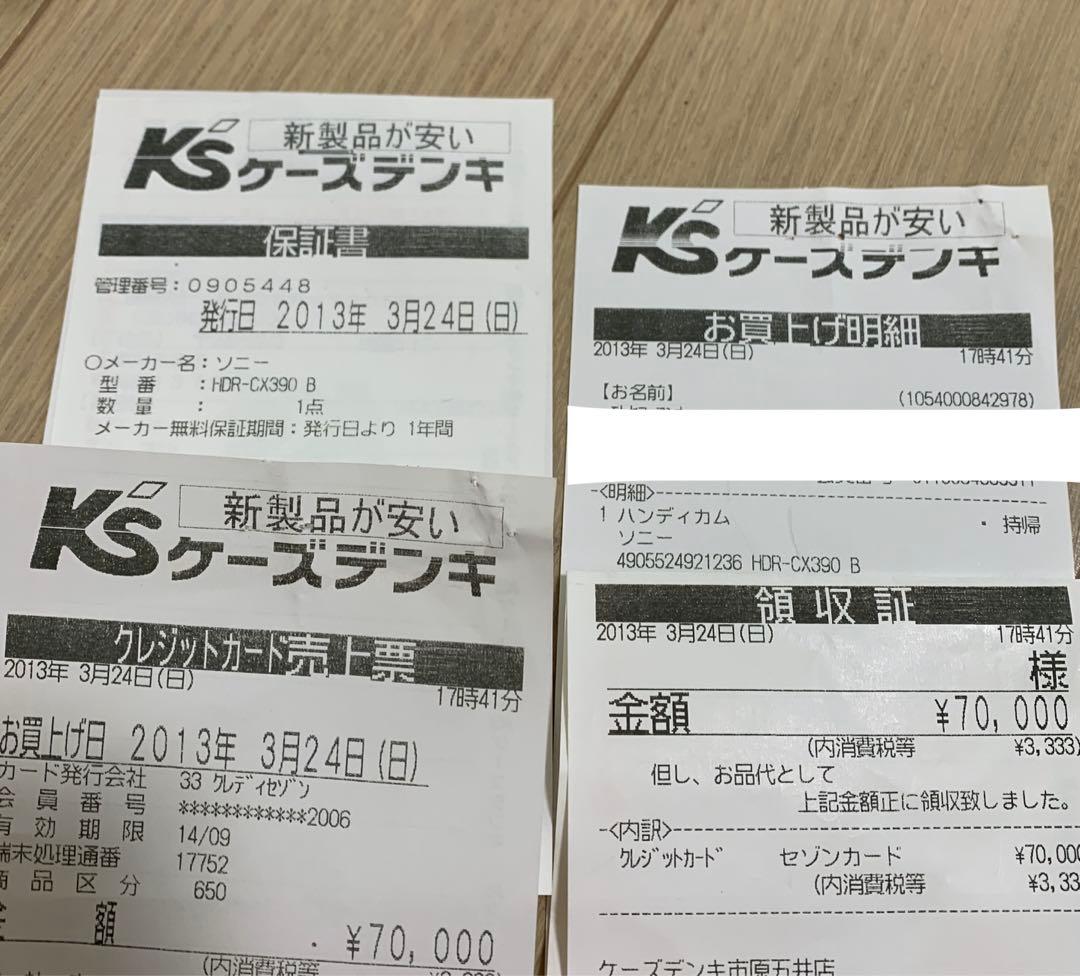 新製品が安い
K'S ケーズデンキ
保証書
管理番号：0905448
発行日 2013年 3月24日(日)
○メーカー名：ソニー
型 番 ：HDR-CX390 B
数 量 ： 1点
メーカー無料保証期間：発行日より 1年間
新製品が安い
K'S ケーズデンキ
お買上げ明細
2013年 3月24日(日) 17時41分
【お名前】 (1054000842978)
-<明細>-
1 ハンディカム ・ 持帰
ソニー
4905524921236 HDR-CX390 B
新製品が安い
K'S ケーズデンキ
クレジットカード売上票
2013年 3月24日(日)
17時41分
お買上げ日 2013年 3月24日(日)
カード発行会社 33 クレディセゾン
会員番号 ************2006
有効期限 14/09
端末処理通番 17752
商品区分 650
金 額 ¥70,000
(内消費税等
領収証
2013年 3月24日(日) 17時41分
様
金額 ¥70,000
(内消費税等 ¥3,333)
但し、お品代として
上記金額正に領収致しました。
-<内訳>-
クレジットカード セゾンカード ¥70,000
(内消費税等 ¥3,33
ケーズデンキ市原五井店